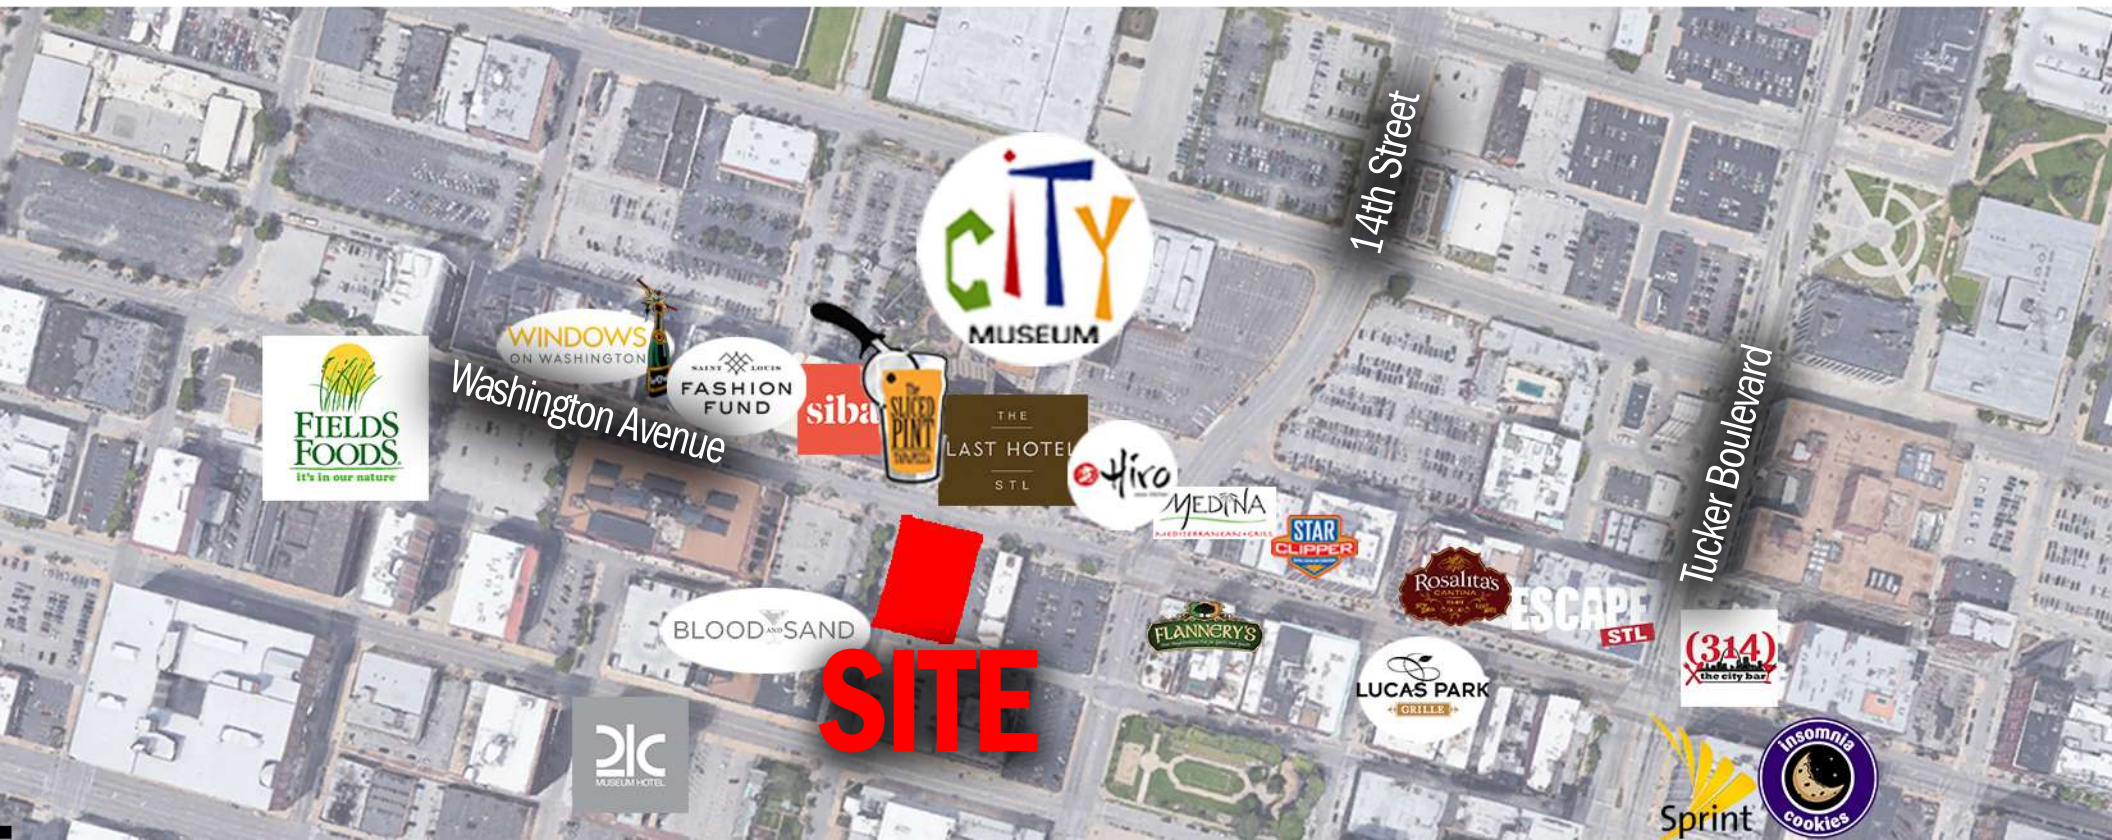 CiTY
MUSEUM
14th Street
WINDOWS
ON WASHINGTON
SAINT LOUIS
FASHION
FUND
Washington Avenue
FIELDS
FOODS
it's in our nature
siba
The
SLICED
PINT
THE
LAST HOTEL
STL
Hiro
MEDINA
MEDITERRANEAN GRILL
STAR
CLIPPER
Tucker Boulevard
Rosalita's
CANTINA
ESCAPE
STL
BLOOD AND SAND
FLANNERY'S
SITE
(314)
the city bar
LUCAS PARK
GRILLE
21c
MUSEUM HOTEL
Sprint
insomnia
cookies